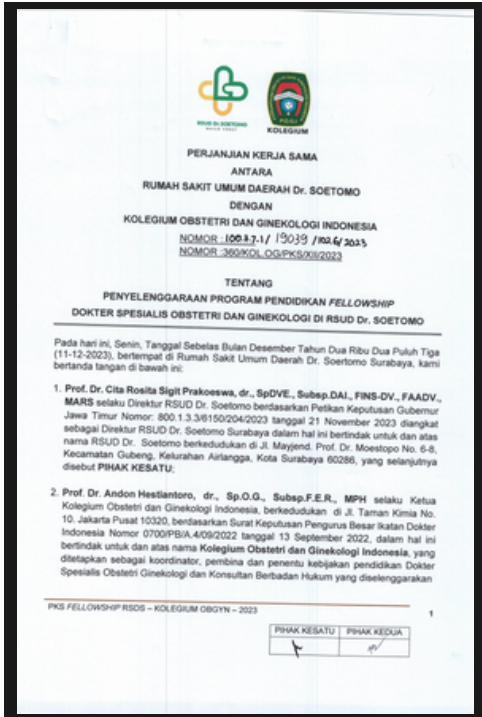 RSUD Dr. SOETOMO
KOLEGIUM
PERJANJIAN KERJA SAMA
ANTARA
RUMAH SAKIT UMUM DAERAH Dr. SOETOMO
DENGAN
KOLEGIUM OBSTETRI DAN GINEKOLOGI INDONESIA
NOMOR : 100.3.7.1/ 19039 /102.6/2023
NOMOR :360/KOL.OG/PKS/XII/2023
TENTANG
PENYELENGGARAAN PROGRAM PENDIDIKAN FELLOWSHIP
DOKTER SPESIALIS OBSTETRI DAN GINEKOLOGI DI RSUD Dr. SOETOMO
Pada hari ini, Senin, Tanggal Sebelas Bulan Desember Tahun Dua Ribu Dua Puluh Tiga
(11-12-2023), bertempat di Rumah Sakit Umum Daerah Dr. Soertomo Surabaya, kami
bertanda tangan di bawah ini:
1. Prof. Dr. Cita Rosita Sigit Prakoeswa, dr., SpDVE., Subsp.DAI., FINS-DV., FAADV.,
MARS selaku Direktur RSUD Dr. Soetomo berdasarkan Petikan Keputusan Gubernur
Jawa Timur Nomor: 800.1.3.3/6150/204/2023 tanggal 21 November 2023 diangkat
sebagai Direktur RSUD Dr. Soetomo Surabaya dalam hal ini bertindak untuk dan atas
nama RSUD Dr. Soetomo berkedudukan di Jl. Mayjend. Prof. Dr. Moestopo No. 6-8,
Kecamatan Gubeng, Kelurahan Airlangga, Kota Surabaya 60286, yang selanjutnya
disebut PIHAK KESATU;
2. Prof. Dr. Andon Hestiantoro, dr., Sp.O.G., Subsp.F.E.R., MPH selaku Ketua
Kolegium Obstetri dan Ginekologi Indonesia, berkedudukan di Jl. Taman Kimia No.
10. Jakarta Pusat 10320, berdasarkan Surat Keputusan Pengurus Besar Ikatan Dokter
Indonesia Nomor 0700/PB/A.4/09/2022 tanggal 13 September 2022, dalam hal ini
bertindak untuk dan atas nama Kolegium Obstetri dan Ginekologi Indonesia, yang
ditetapkan sebagai koordinator, pembina dan penentu kebijakan pendidikan Dokter
Spesialis Obstetri Ginekologi dan Konsultan Berbadan Hukum yang diselenggarakan
PKS FELLOWSHIP RSDS – KOLEGIUM OBGYN – 2023
1
PIHAK KESATU PIHAK KEDUA